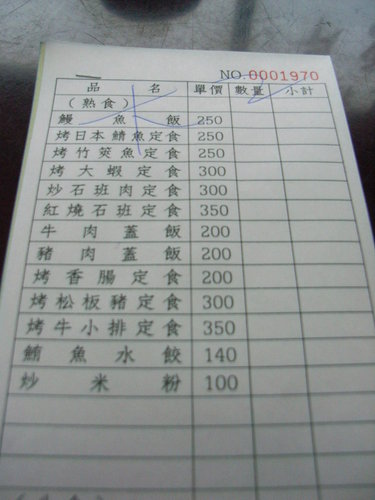 NO 0001970
品名 單價 數量 小計
(熟食)
鰻魚飯 250
烤日本鯖魚定食 250
烤竹筴魚定食 250
烤大蝦定食 300
炒石班肉定食 300
紅燒石班定食 350
牛肉蓋飯 200
豬肉蓋飯 200
烤香腸定食 200
烤松板豬定食 300
烤牛小排定食 350
鮪魚水餃 140
炒米粉 100